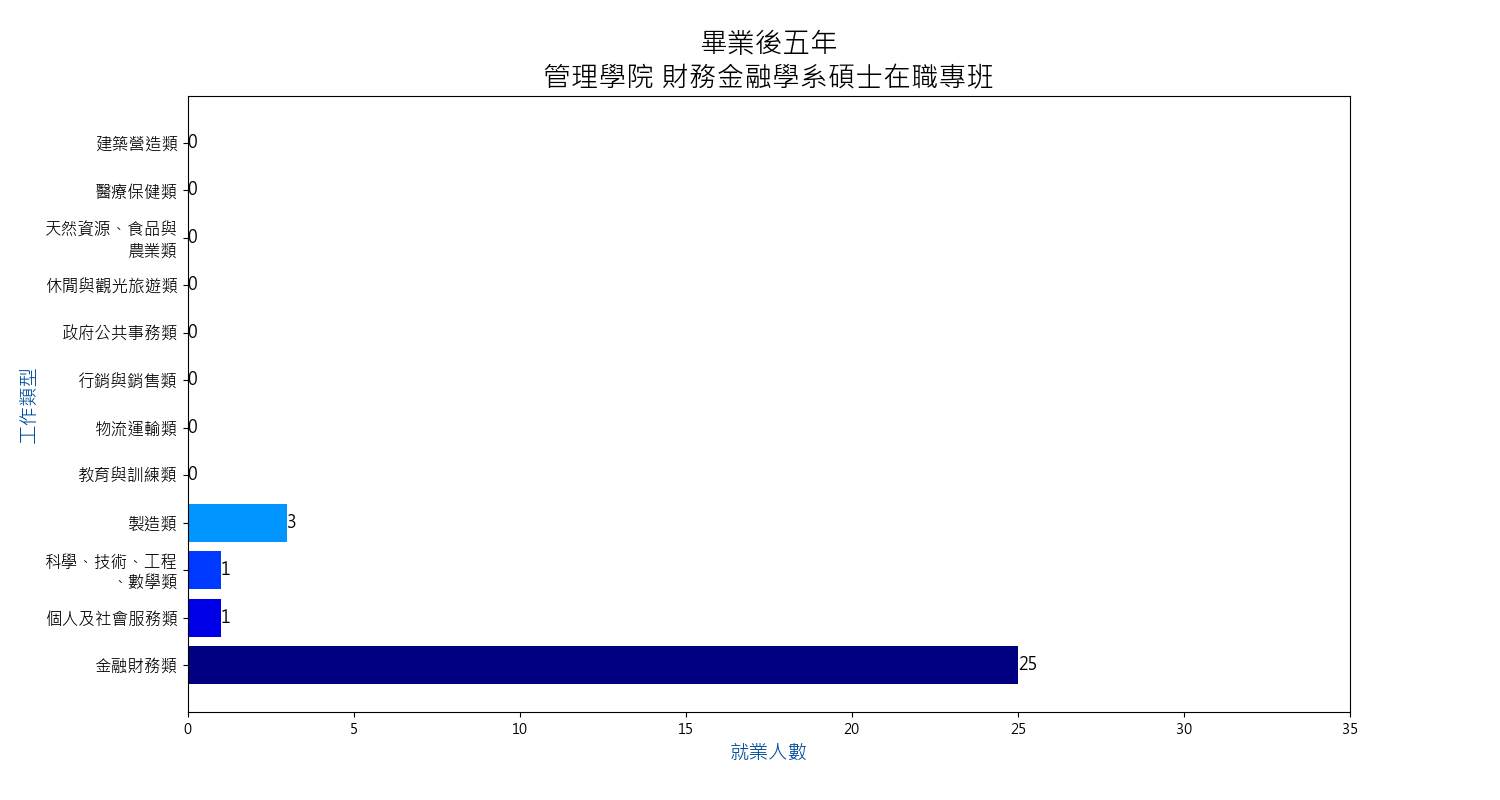 畢業後五年
管理學院 財務金融學系碩士在職專班
工作類型
建築營造類
0
醫療保健類
0
天然資源、食品與
農業類
0
休閒與觀光旅遊類
0
政府公共事務類
0
行銷與銷售類
0
物流運輸類
0
教育與訓練類
0
製造類
3
科學、技術、工程
、數學類
1
個人及社會服務類
1
金融財務類
25
0 5 10 15 20 25 30 35
就業人數